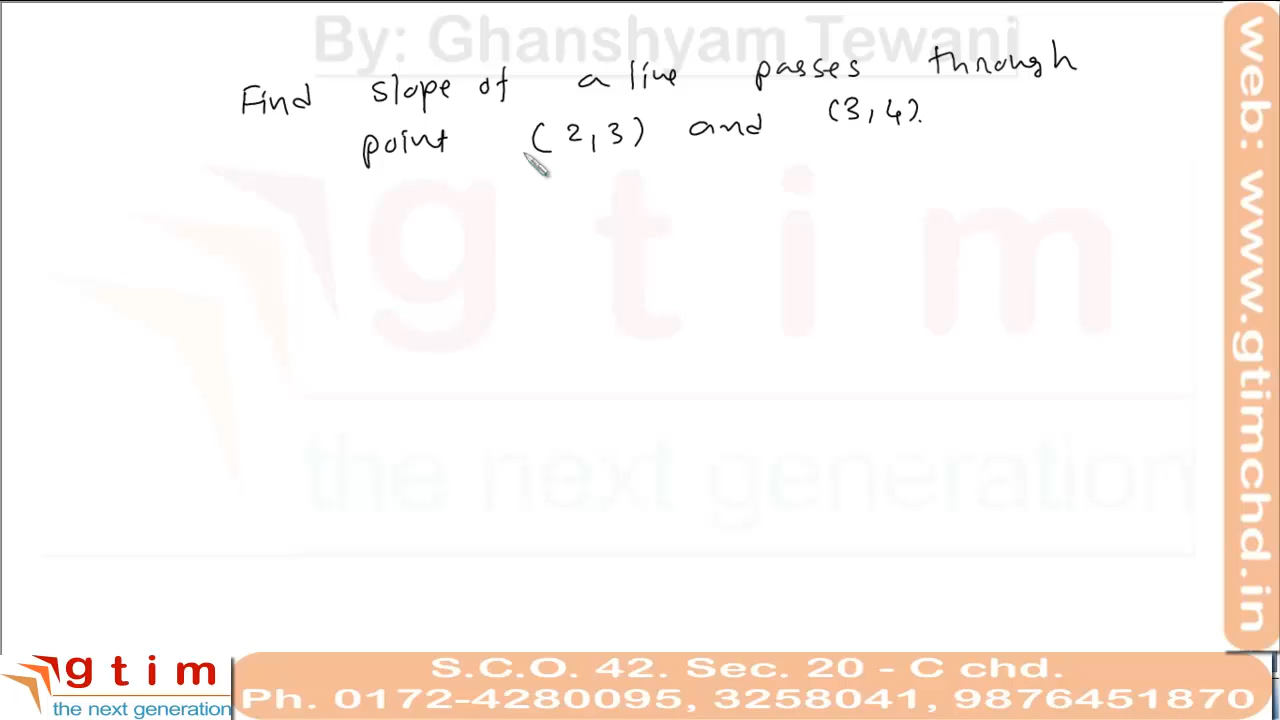 By: Ghanshyam Tewani
Find slope of a line passes through
point (2,3) and (3,4).
gtim
the next generation
web: www.gtimchd.in
gtim
the next generation
S.C.O. 42. Sec. 20 - C chd.
Ph. 0172-4280095, 3258041, 9876451870